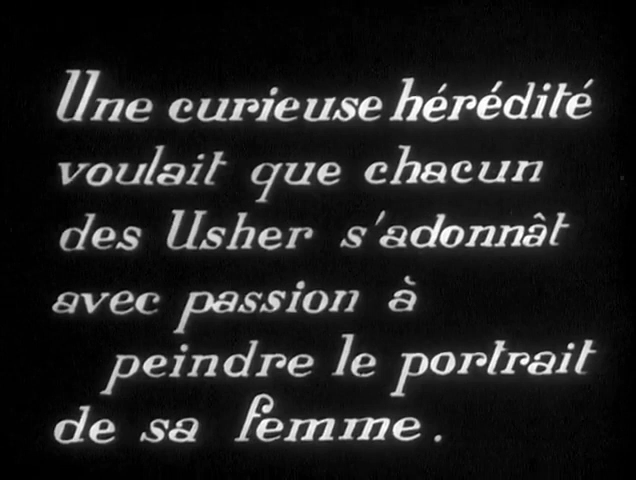 Une curieuse hérédité
voulait que chacun
des Usher s'adonnât
avec passion à
peindre le portrait
de sa femme.